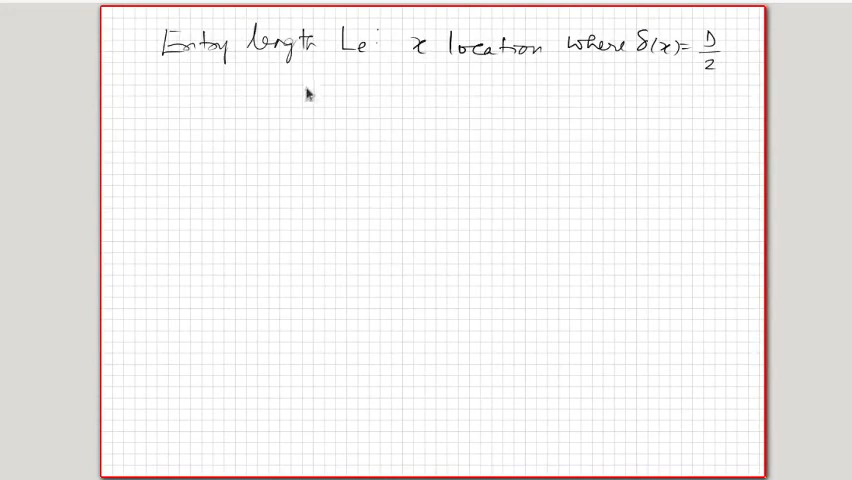 Entry length Le: x location where δ(x)= D/2